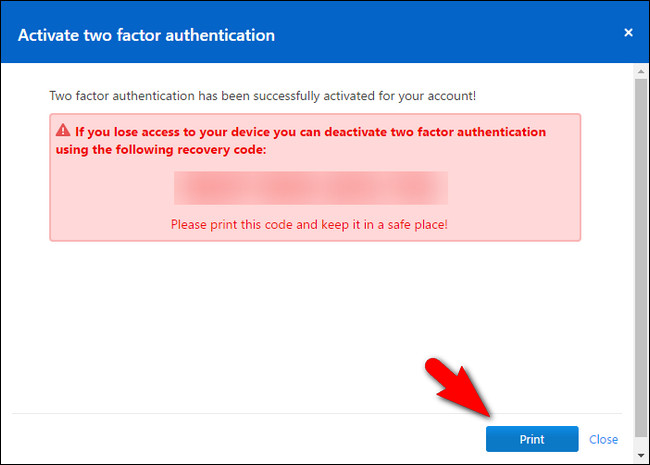 Activate two factor authentication
Two factor authentication has been successfully activated for your account!
If you lose access to your device you can deactivate two factor authentication
using the following recovery code:
Please print this code and keep it in a safe place!
Print Close